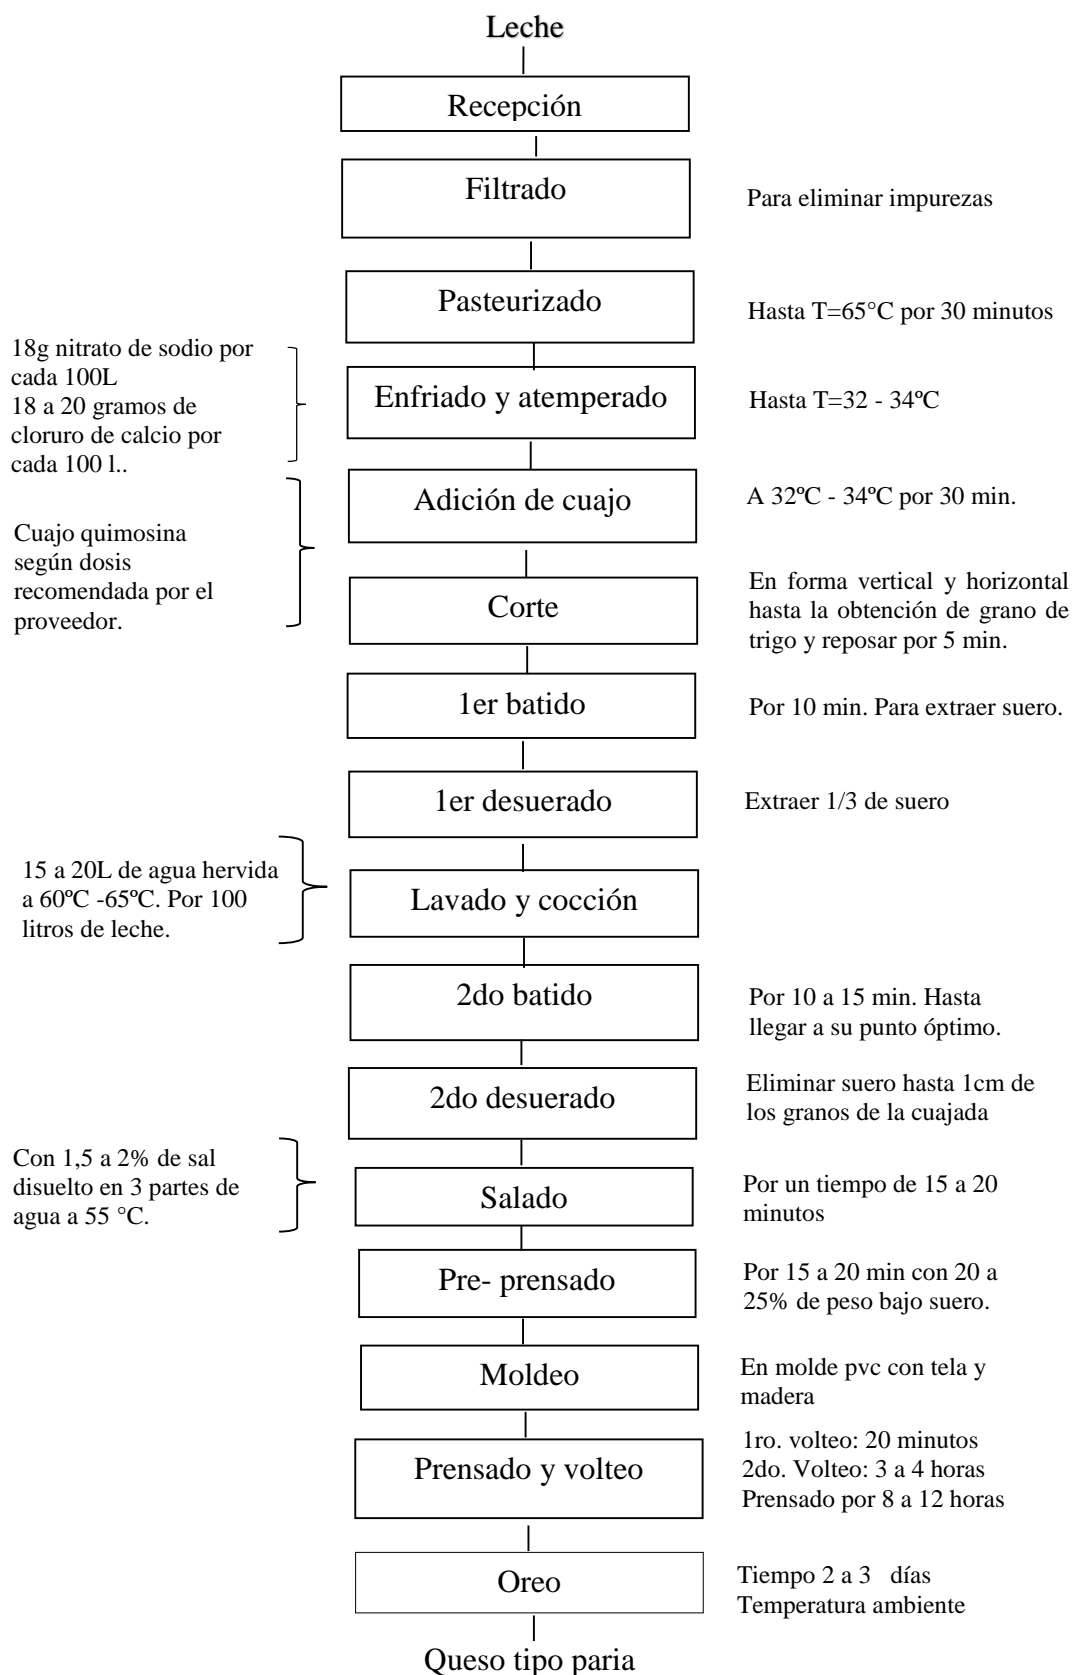 Leche
Recepción
Filtrado
Para eliminar impurezas
Pasteurizado
Hasta T=65°C por 30 minutos
18g nitrato de sodio por
cada 100L
18 a 20 gramos de
cloruro de calcio por
cada 100 l..
Enfriado y atemperado
Hasta T=32 - 34ºC
Adición de cuajo
A 32ºC - 34ºC por 30 min.
Cuajo quimosina
según dosis
recomendada por el
proveedor.
Corte
En forma vertical y horizontal
hasta la obtención de grano de
trigo y reposar por 5 min.
1er batido
Por 10 min. Para extraer suero.
1er desuerado
Extraer 1/3 de suero
15 a 20L de agua hervida
a 60ºC -65ºC. Por 100
litros de leche.
Lavado y cocción
2do batido
Por 10 a 15 min. Hasta
llegar a su punto óptimo.
2do desuerado
Eliminar suero hasta 1cm de
los granos de la cuajada
Con 1,5 a 2% de sal
disuelto en 3 partes de
agua a 55 °C.
Salado
Por un tiempo de 15 a 20
minutos
Pre- prensado
Por 15 a 20 min con 20 a
25% de peso bajo suero.
Moldeo
En molde pvc con tela y
madera
Prensado y volteo
1ro. volteo: 20 minutos
2do. Volteo: 3 a 4 horas
Prensado por 8 a 12 horas
Oreo
Tiempo 2 a 3 días
Temperatura ambiente
Queso tipo paria